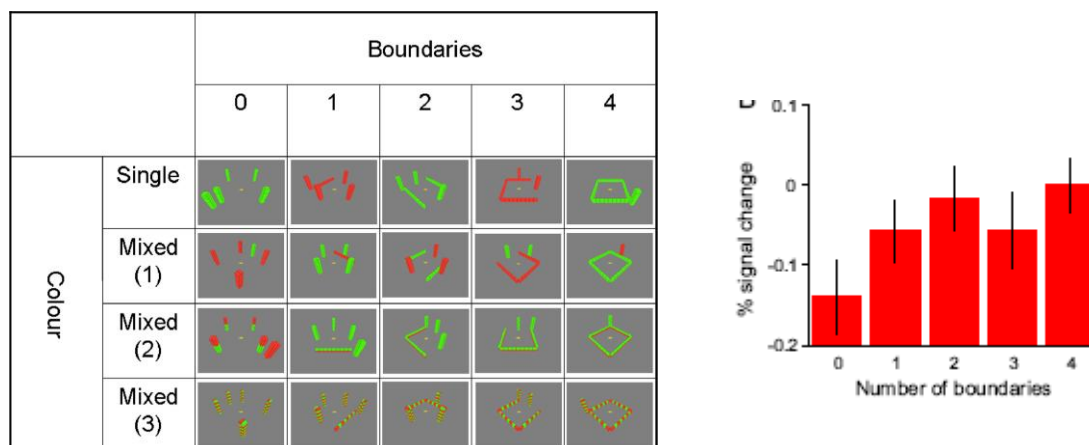 Boundaries
0 1 2 3 4
Colour
Single
Mixed
(1)
Mixed
(2)
Mixed
(3)
% signal change
0.1
0
-0.1
-0.2
0 1 2 3 4
Number of boundaries